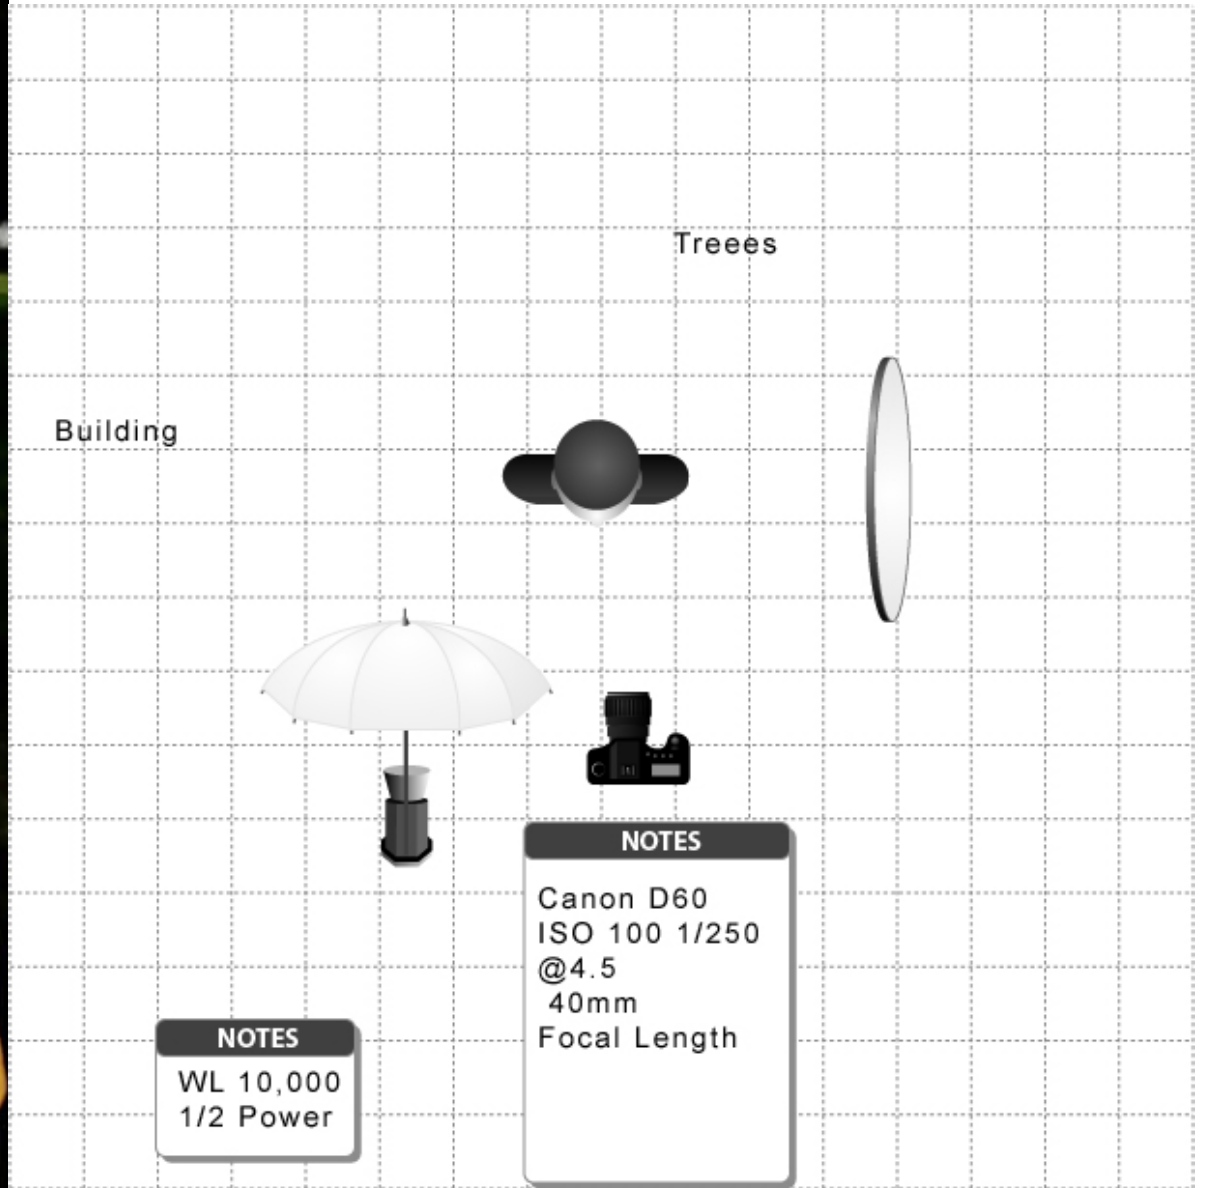 Treees
Building
NOTES
Canon D60
ISO 100 1/250
@4.5
40mm
Focal Length
NOTES
WL 10,000
1/2 Power